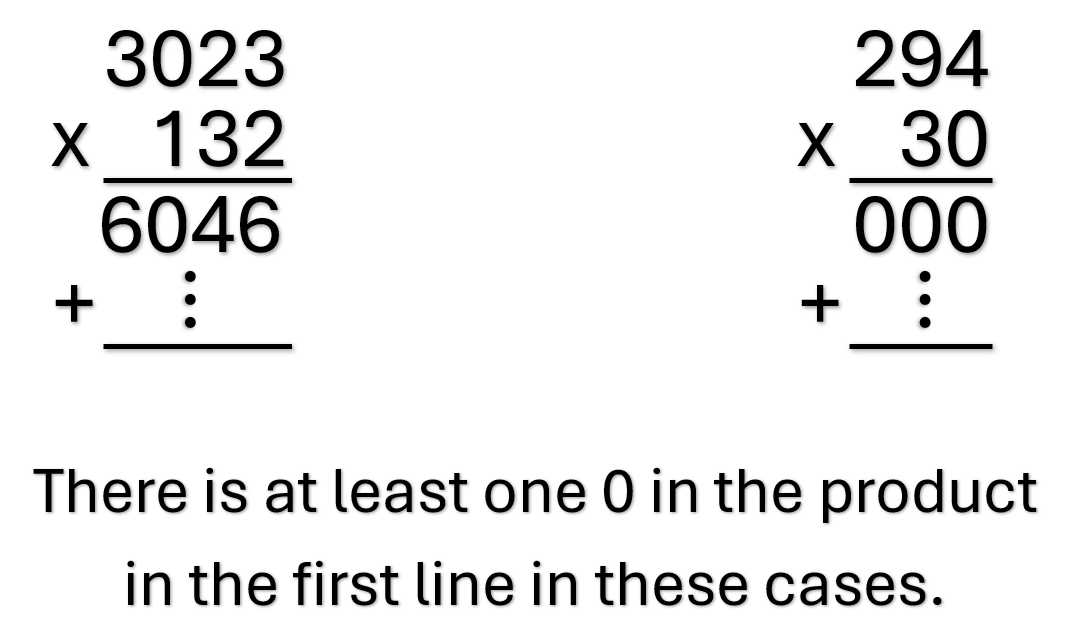 3023
x 132
6046
+ ⋮
294
x 30
000
+ ⋮
There is at least one 0 in the product
in the first line in these cases.